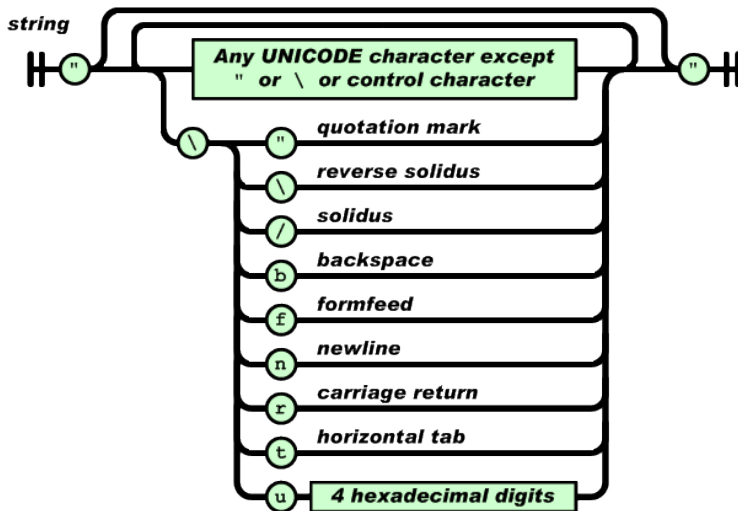 string
" Any UNICODE character except "
" or \ or control character
\ " quotation mark
\ reverse solidus
/ solidus
b backspace
f formfeed
n newline
r carriage return
t horizontal tab
u 4 hexadecimal digits